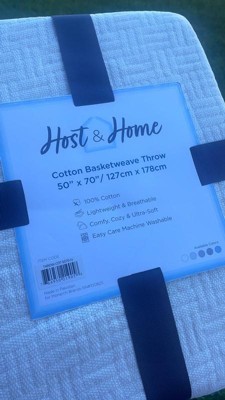 Host & Home
Cotton Basketweave Throw
50" x 70"/ 127cm x 178cm
100% Cotton
Lightweight & Breathable
Comfy, Cozy & Ultra-Soft
Easy Care Machine Washable